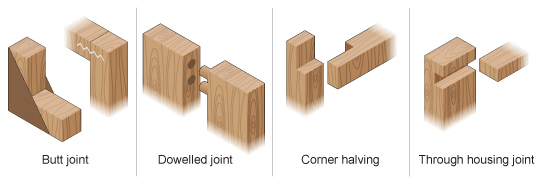 Butt joint
Dowelled joint
Corner halving
Through housing joint